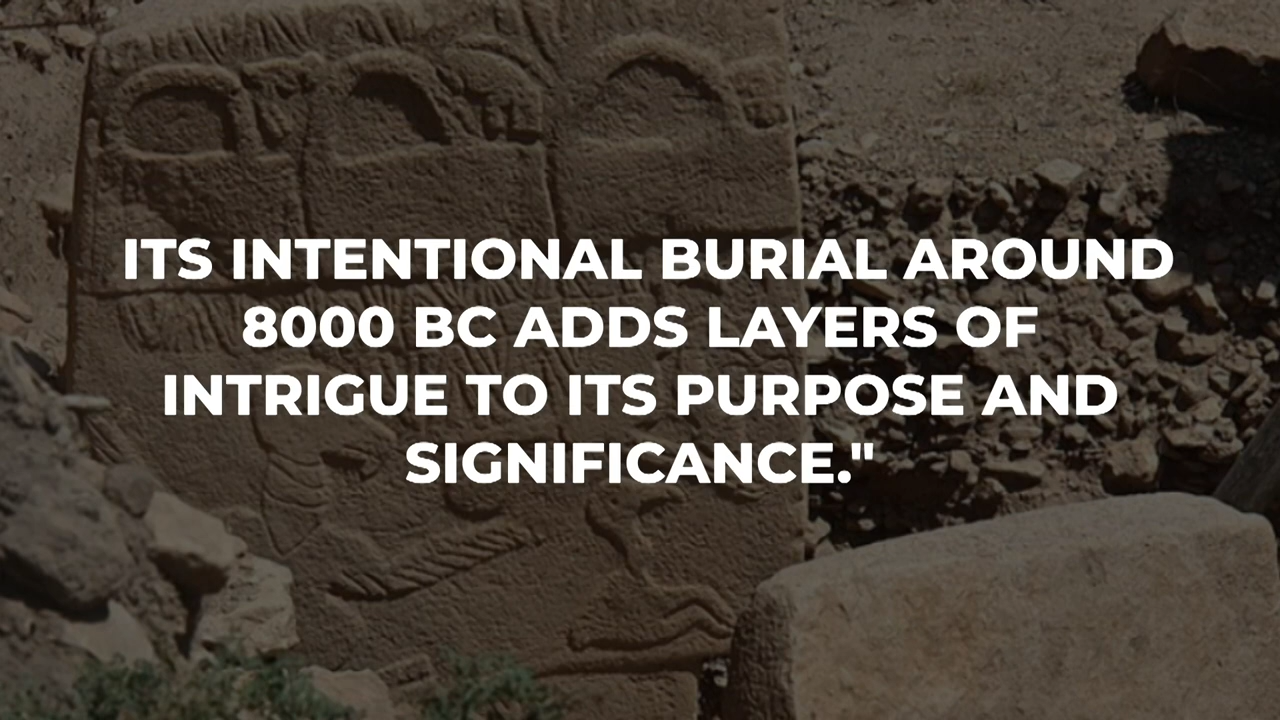 ITS INTENTIONAL BURIAL AROUND
8000 BC ADDS LAYERS OF
INTRIGUE TO ITS PURPOSE AND
SIGNIFICANCE."